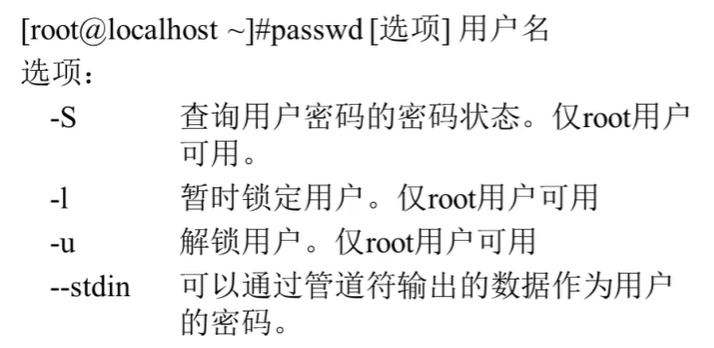 [root@localhost ~]#passwd [选项] 用户名
选项：
-S 查询用户密码的密码状态。仅root用户
可用。
-l 暂时锁定用户。仅root用户可用
-u 解锁用户。仅root用户可用
--stdin 可以通过管道符输出的数据作为用户
的密码。